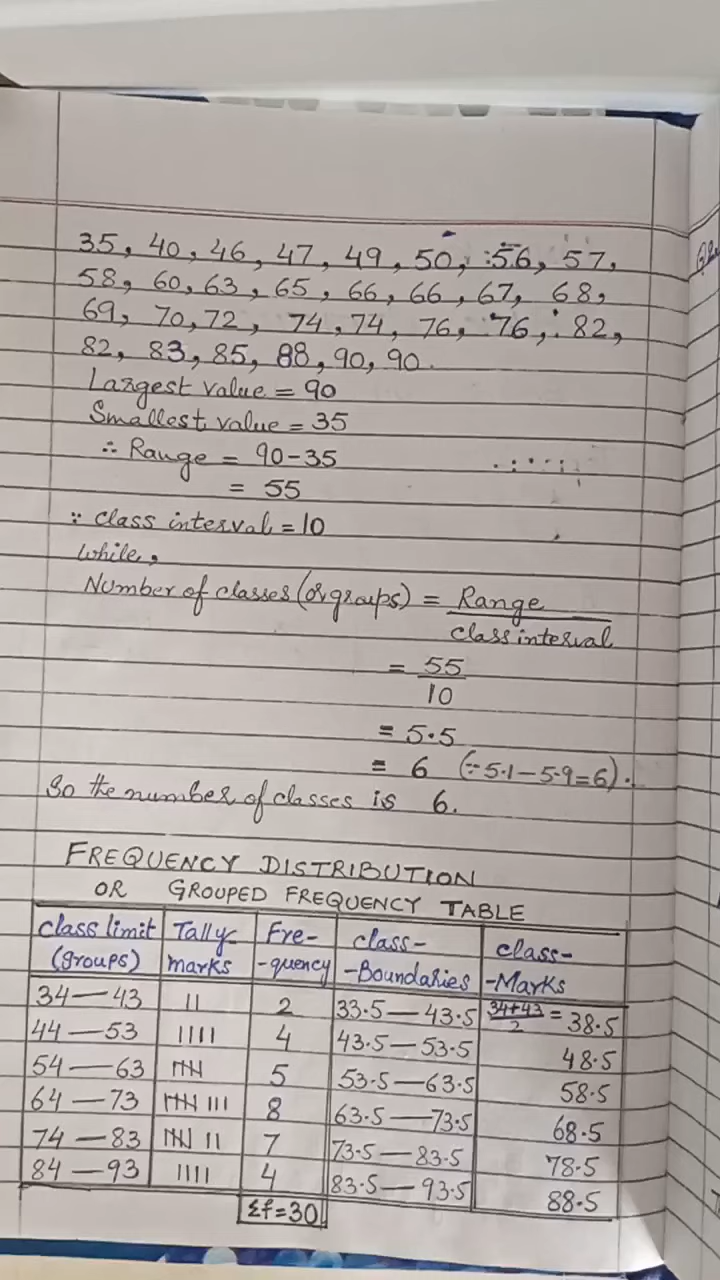 35, 40, 46, 47, 49, 50, 56, 57,
58, 60, 63, 65, 66, 66, 67, 68,
69, 70, 72, 74, 74, 76, 76, 82,
82, 83, 85, 88, 90, 90.
Largest value = 90
Smallest value = 35
∴ Range = 90-35
= 55
∵ class interval = 10
While,
Number of classes (or groups) = Range
class interval
= 55
10
= 5.5
= 6 (∵ 5.1-5.9=6).
So the number of classes is 6.
FREQUENCY DISTRIBUTION
OR GROUPED FREQUENCY TABLE
class limit Tally Fre- class- class-
(groups) marks -quency -Boundaries -Marks
34-43 II 2 33.5-43.5 34+43/2 = 38.5
44-53 IIII 4 43.5-53.5 48.5
54-63 𝍸 5 53.5-63.5 58.5
64-73 𝍸 III 8 63.5-73.5 68.5
74-83 𝍸 II 7 73.5-83.5 78.5
84-93 IIII 4 83.5-93.5 88.5
Σf=30